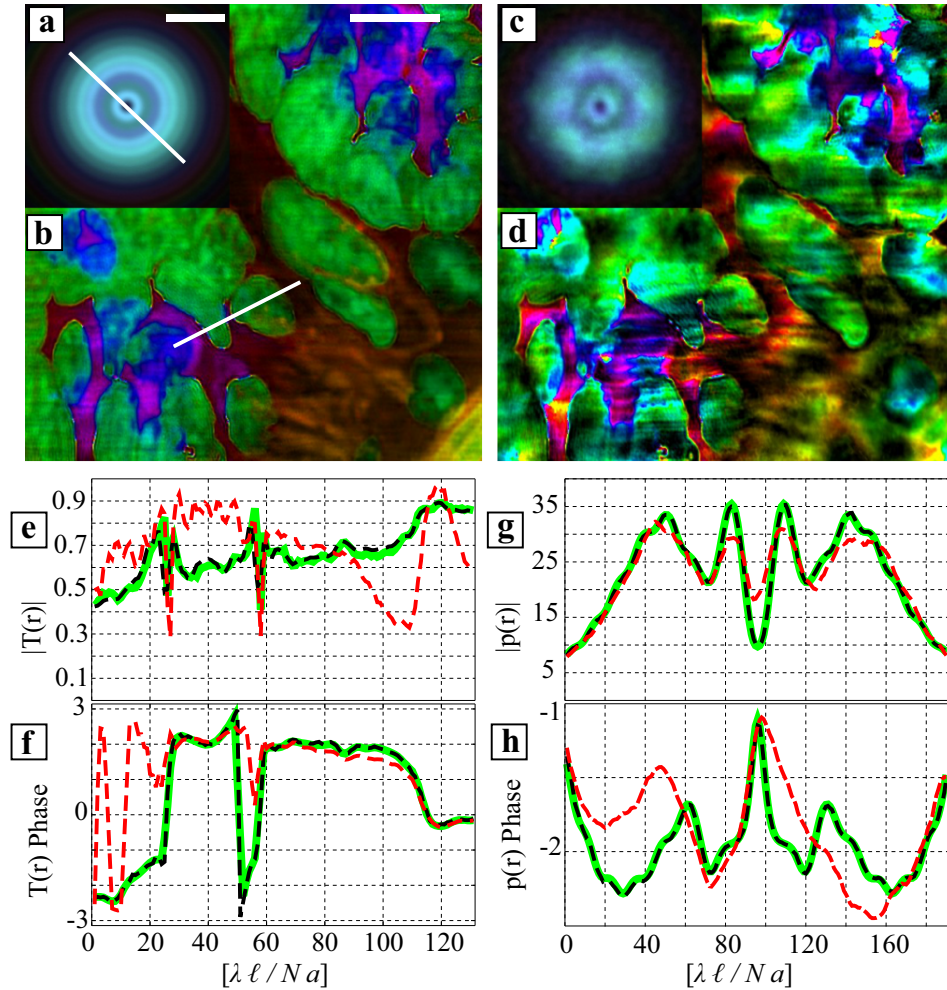 a
c
b
d
e
0.9
0.7
0.5
0.3
0.1
|T(r)|
g
35
25
15
5
|p(r)|
f
3
0
-3
T(r) Phase
0 20 40 60 80 100 120
[λ ℓ / N a]
h
-1
-2
p(r) Phase
0 40 80 120 160
[λ ℓ / N a]